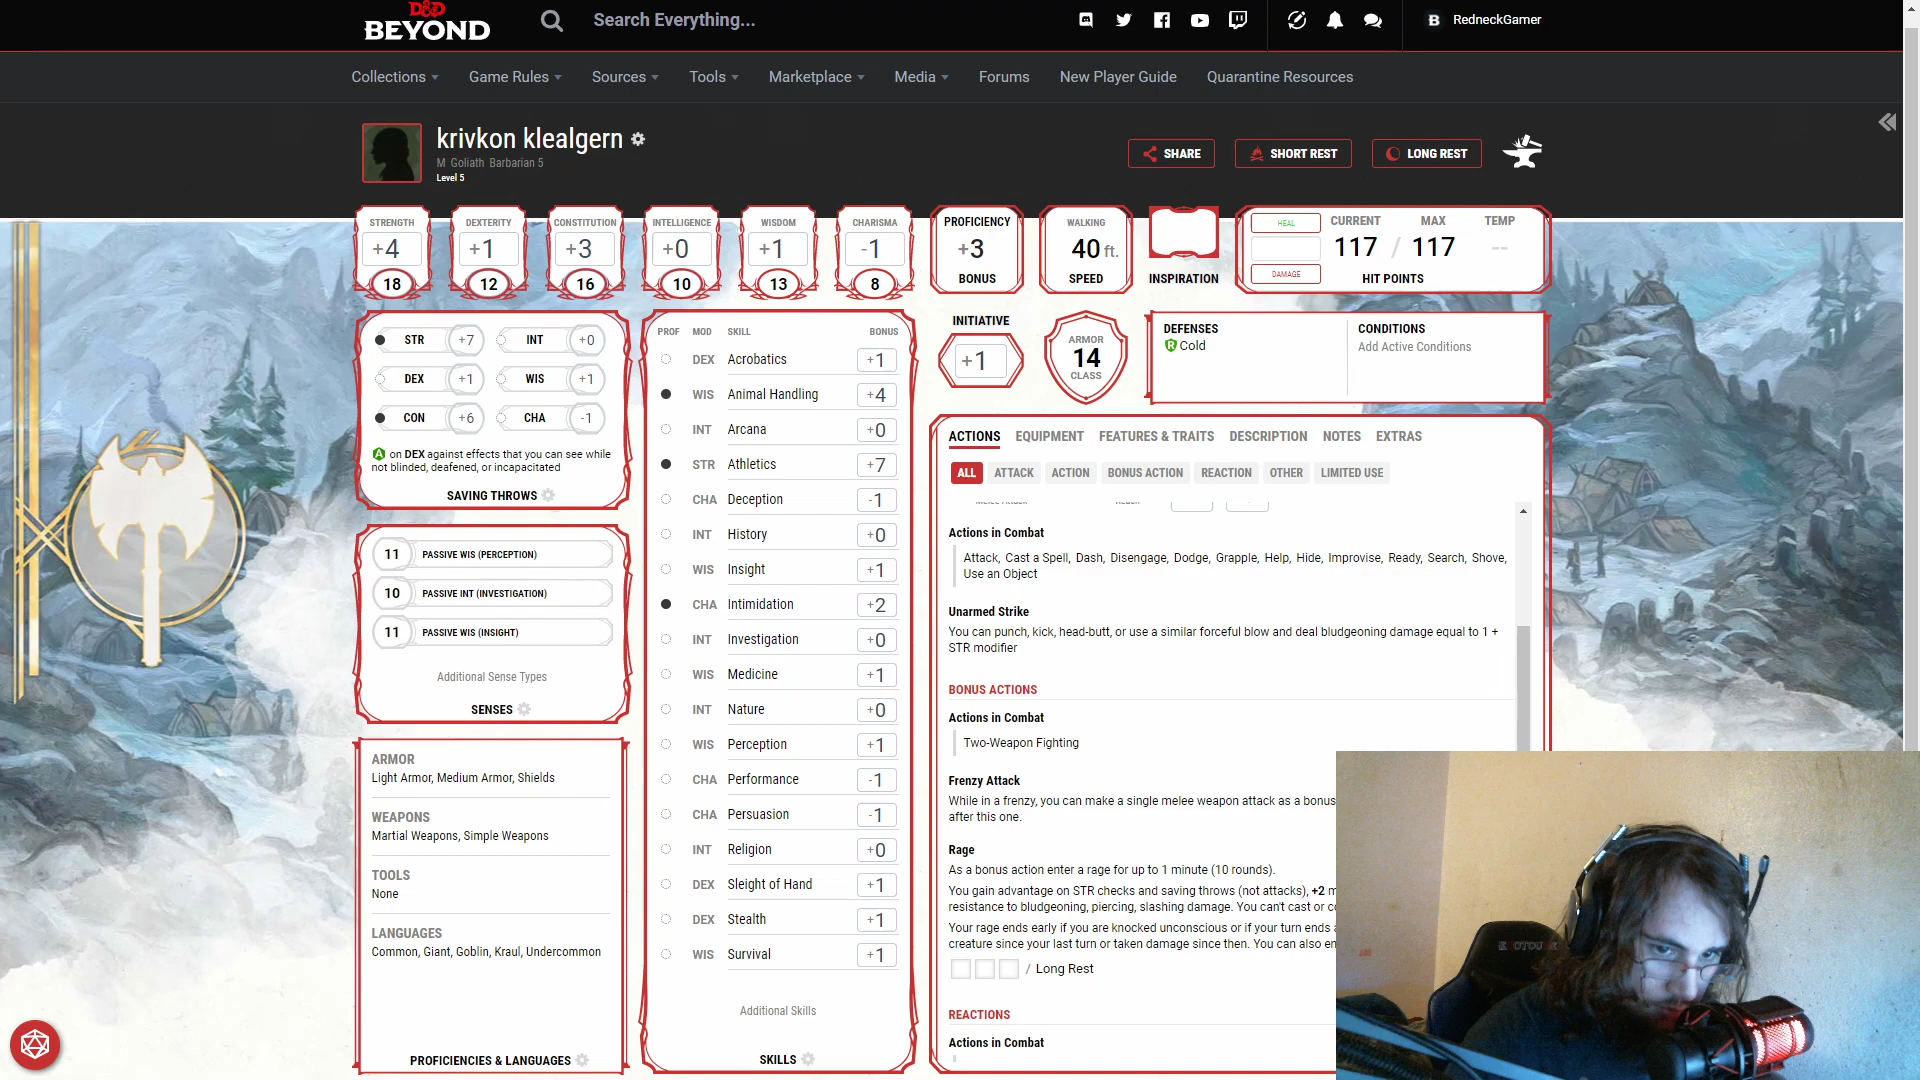 D&D
BEYOND
Search Everything...
B RedneckGamer
Collections
Game Rules
Sources
Tools
Marketplace
Media
Forums
New Player Guide
Quarantine Resources
krivkon klealgern
M Goliath Barbarian 5
Level 5
SHARE
SHORT REST
LONG REST
STRENGTH
+4
18
DEXTERITY
+1
12
CONSTITUTION
+3
16
INTELLIGENCE
+0
10
WISDOM
+1
13
CHARISMA
-1
8
PROFICIENCY
+3
BONUS
WALKING
40 ft.
SPEED
INSPIRATION
HEAL
DAMAGE
CURRENT MAX TEMP
117 / 117 --
HIT POINTS
STR +7 INT +0
DEX +1 WIS +1
CON +6 CHA -1
A on DEX against effects that you can see while
not blinded, deafened, or incapacitated
SAVING THROWS
11 PASSIVE WIS (PERCEPTION)
10 PASSIVE INT (INVESTIGATION)
11 PASSIVE WIS (INSIGHT)
Additional Sense Types
SENSES
ARMOR
Light Armor, Medium Armor, Shields
WEAPONS
Martial Weapons, Simple Weapons
TOOLS
None
LANGUAGES
Common, Giant, Goblin, Kraul, Undercommon
PROFICIENCIES & LANGUAGES
PROF MOD SKILL BONUS
DEX Acrobatics +1
WIS Animal Handling +4
INT Arcana +0
STR Athletics +7
CHA Deception -1
INT History +0
WIS Insight +1
CHA Intimidation +2
INT Investigation +0
WIS Medicine +1
INT Nature +0
WIS Perception +1
CHA Performance -1
CHA Persuasion -1
INT Religion +0
DEX Sleight of Hand +1
DEX Stealth +1
WIS Survival +1
Additional Skills
SKILLS
INITIATIVE
+1
ARMOR
14
CLASS
DEFENSES
R Cold
CONDITIONS
Add Active Conditions
ACTIONS EQUIPMENT FEATURES & TRAITS DESCRIPTION NOTES EXTRAS
ALL ATTACK ACTION BONUS ACTION REACTION OTHER LIMITED USE
Actions in Combat
Attack, Cast a Spell, Dash, Disengage, Dodge, Grapple, Help, Hide, Improvise, Ready, Search, Shove,
Use an Object
Unarmed Strike
You can punch, kick, head-butt, or use a similar forceful blow and deal bludgeoning damage equal to 1 +
STR modifier
BONUS ACTIONS
Actions in Combat
Two-Weapon Fighting
Frenzy Attack
While in a frenzy, you can make a single melee weapon attack as a bonus
after this one.
Rage
As a bonus action enter a rage for up to 1 minute (10 rounds).
You gain advantage on STR checks and saving throws (not attacks), +2 m
resistance to bludgeoning, piercing, slashing damage. You can't cast or c
Your rage ends early if you are knocked unconscious or if your turn ends
creature since your last turn or taken damage since then. You can also en
/ Long Rest
REACTIONS
Actions in Combat